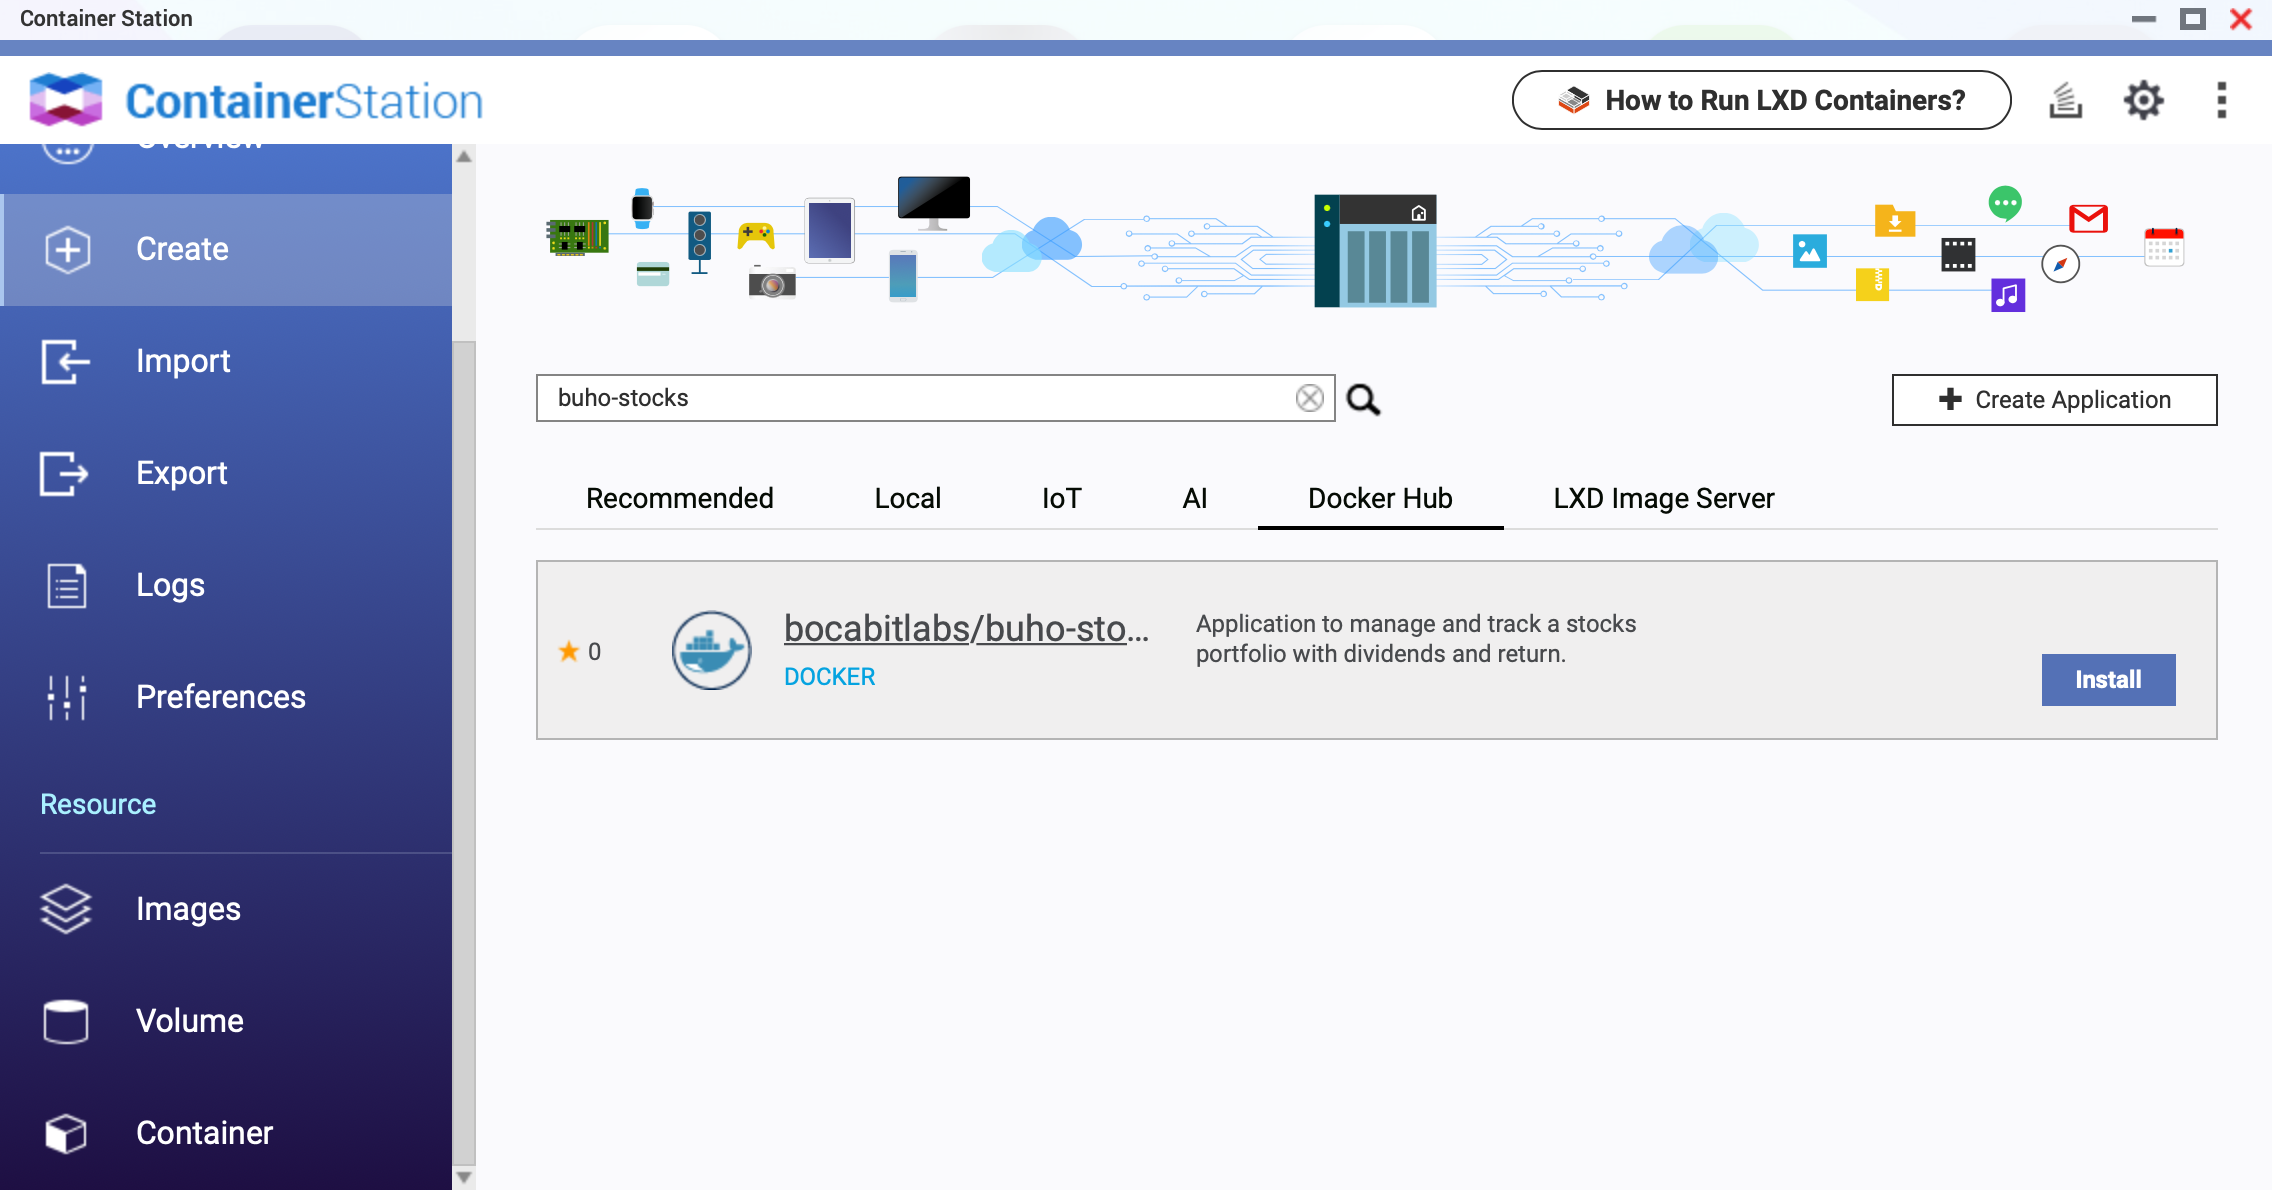 Container Station
ContainerStation
How to Run LXD Containers?
Overview
Create
Import
Export
Logs
Preferences
Resource
Images
Volume
Container
buho-stocks
Create Application
Recommended
Local
IoT
AI
Docker Hub
LXD Image Server
0
bocabitlabs/buho-sto...
DOCKER
Application to manage and track a stocks
portfolio with dividends and return.
Install